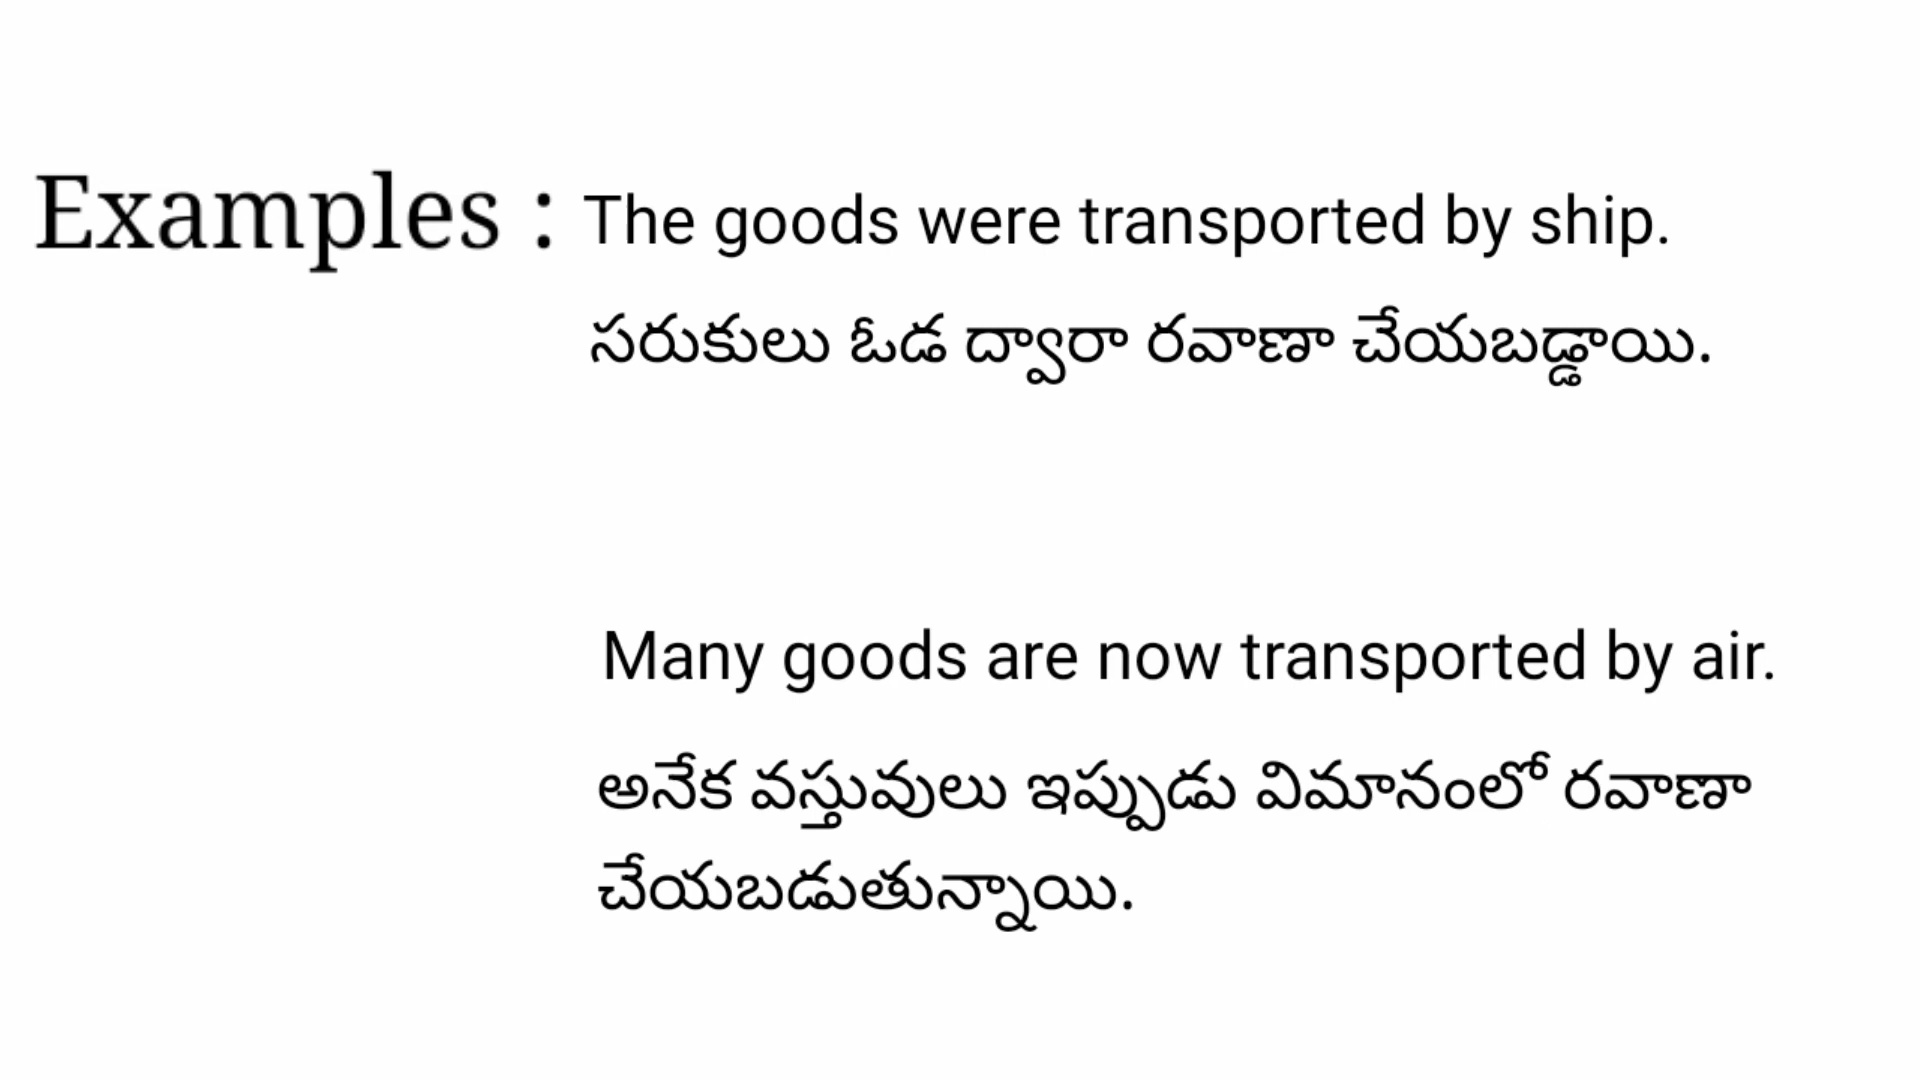 Examples : The goods were transported by ship.
సరుకులు ఓడ ద్వారా రవాణా చేయబడ్డాయి.
Many goods are now transported by air.
అనేక వస్తువులు ఇప్పుడు విమానంలో రవాణా
చేయబడుతున్నాయి.